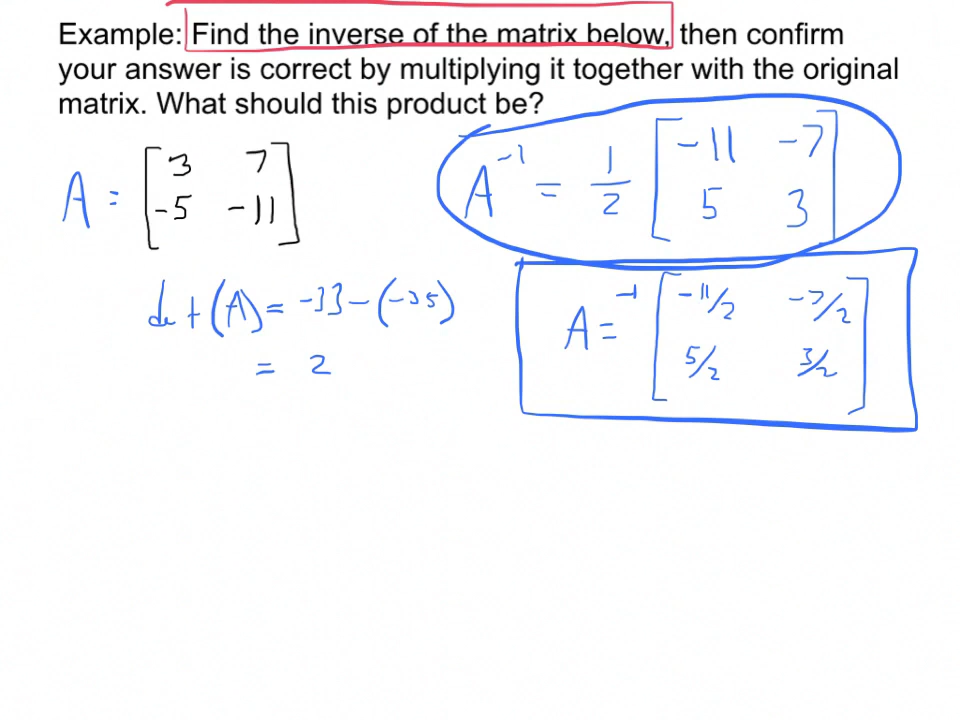 Example: Find the inverse of the matrix below, then confirm
your answer is correct by multiplying it together with the original
matrix. What should this product be?
A = [3 7
-5 -11]
det(A) = -33-(-35)
= 2
A⁻¹ = 1/2 [-11 -7
5 3]
A⁻¹ = [-11/2 -7/2
5/2 3/2]